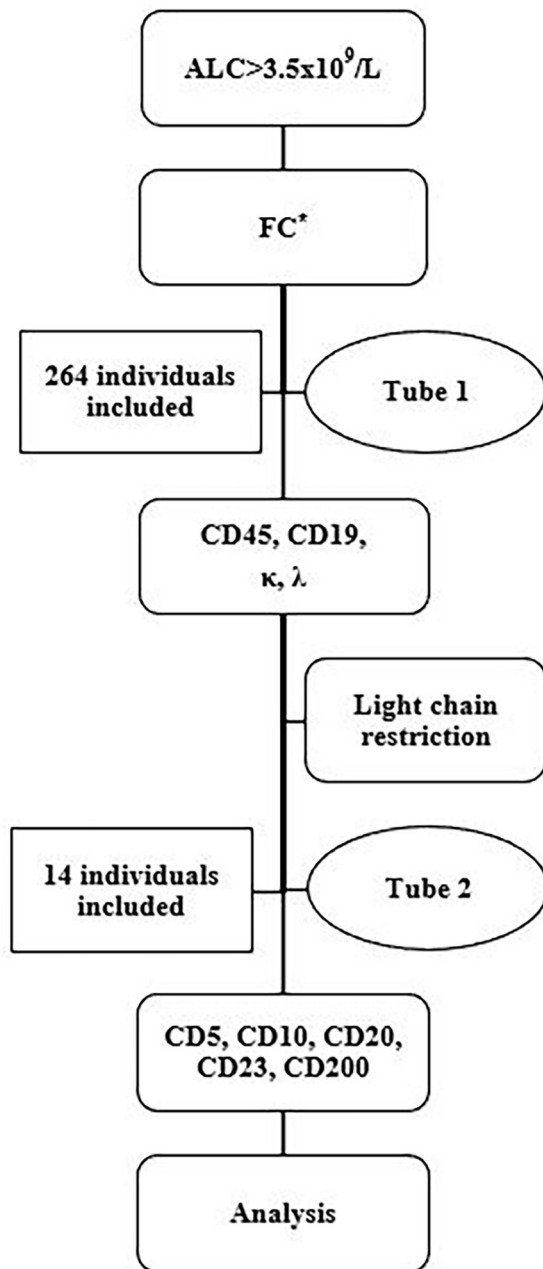 ALC>3.5x10⁹/L
FC*
264 individuals
included
Tube 1
CD45, CD19,
κ, λ
Light chain
restriction
14 individuals
included
Tube 2
CD5, CD10, CD20,
CD23, CD200
Analysis